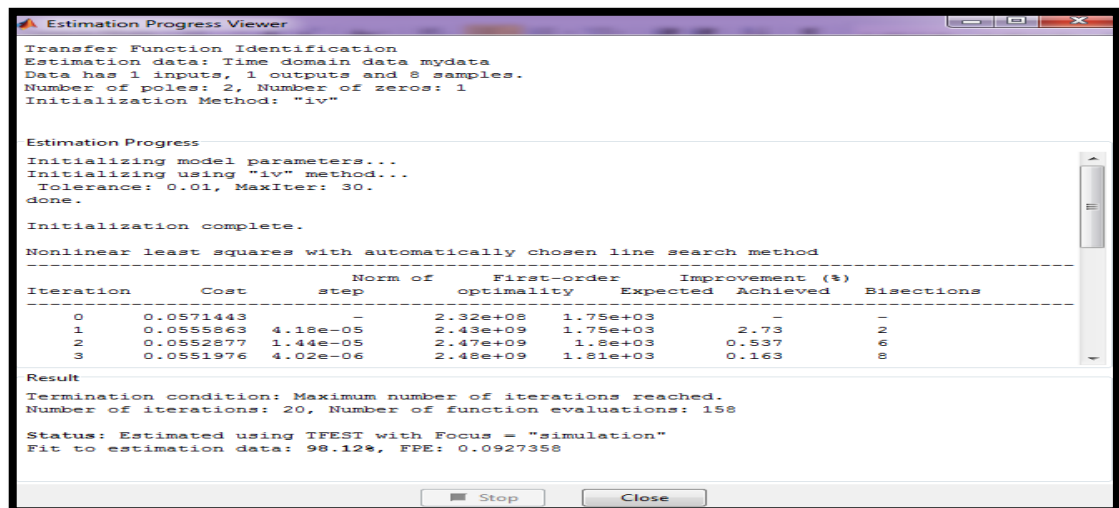 Estimation Progress Viewer
Transfer Function Identification
Estimation data: Time domain data mydata
Data has 1 inputs, 1 outputs and 8 samples.
Number of poles: 2, Number of zeros: 1
Initialization Method: "iv"
Estimation Progress
Initializing model parameters...
Initializing using "iv" method...
Tolerance: 0.01, MaxIter: 30.
done.
Initialization complete.
Nonlinear least squares with automatically chosen line search method
------------------------------------------------------------------------------------------
Norm of First-order Improvement (%)
Iteration Cost step optimality Expected Achieved Bisections
------------------------------------------------------------------------------------------
0 0.0571443 - 2.32e+08 1.75e+03 - -
1 0.0555863 4.18e-05 2.43e+09 1.75e+03 2.73 2
2 0.0552877 1.44e-05 2.47e+09 1.8e+03 0.537 6
3 0.0551976 4.02e-06 2.48e+09 1.81e+03 0.163 8
Result
Termination condition: Maximum number of iterations reached.
Number of iterations: 20, Number of function evaluations: 158
Status: Estimated using TFEST with Focus = "simulation"
Fit to estimation data: 98.12%, FPE: 0.0927358
Stop Close